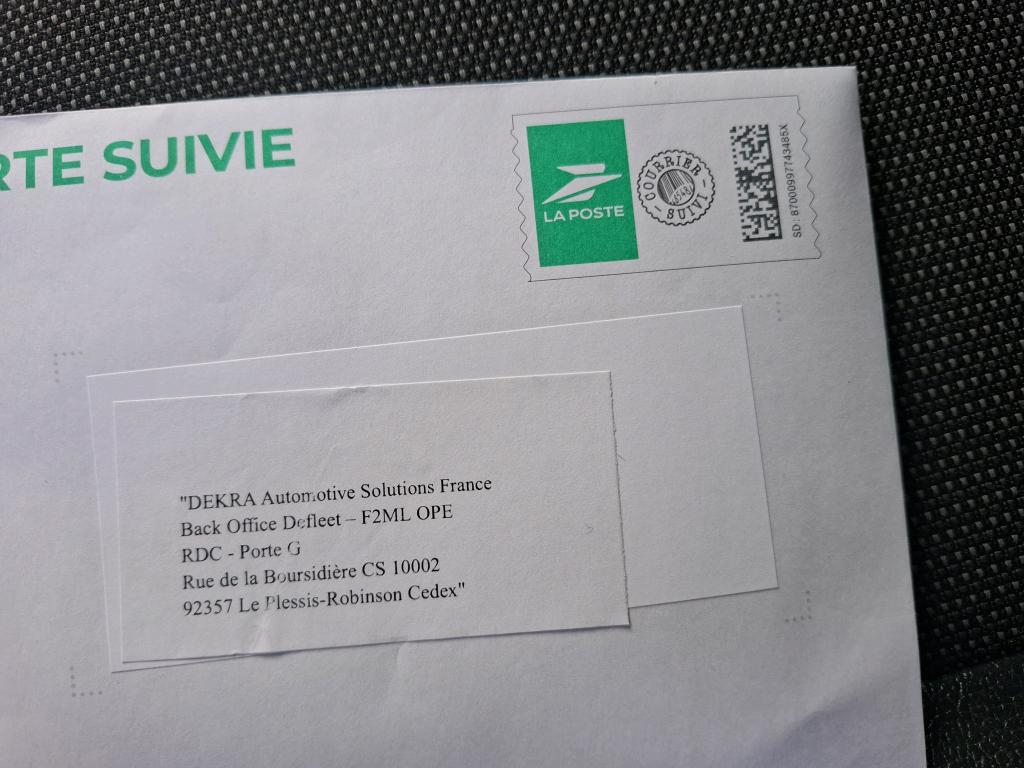 RTE SUIVIE
LA POSTE
COURRIER
SUIVI
SD : 87000997743485X
"DEKRA Automotive Solutions France
Back Office Defleet – F2ML OPE
RDC - Porte G
Rue de la Boursidière CS 10002
92357 Le Plessis-Robinson Cedex"